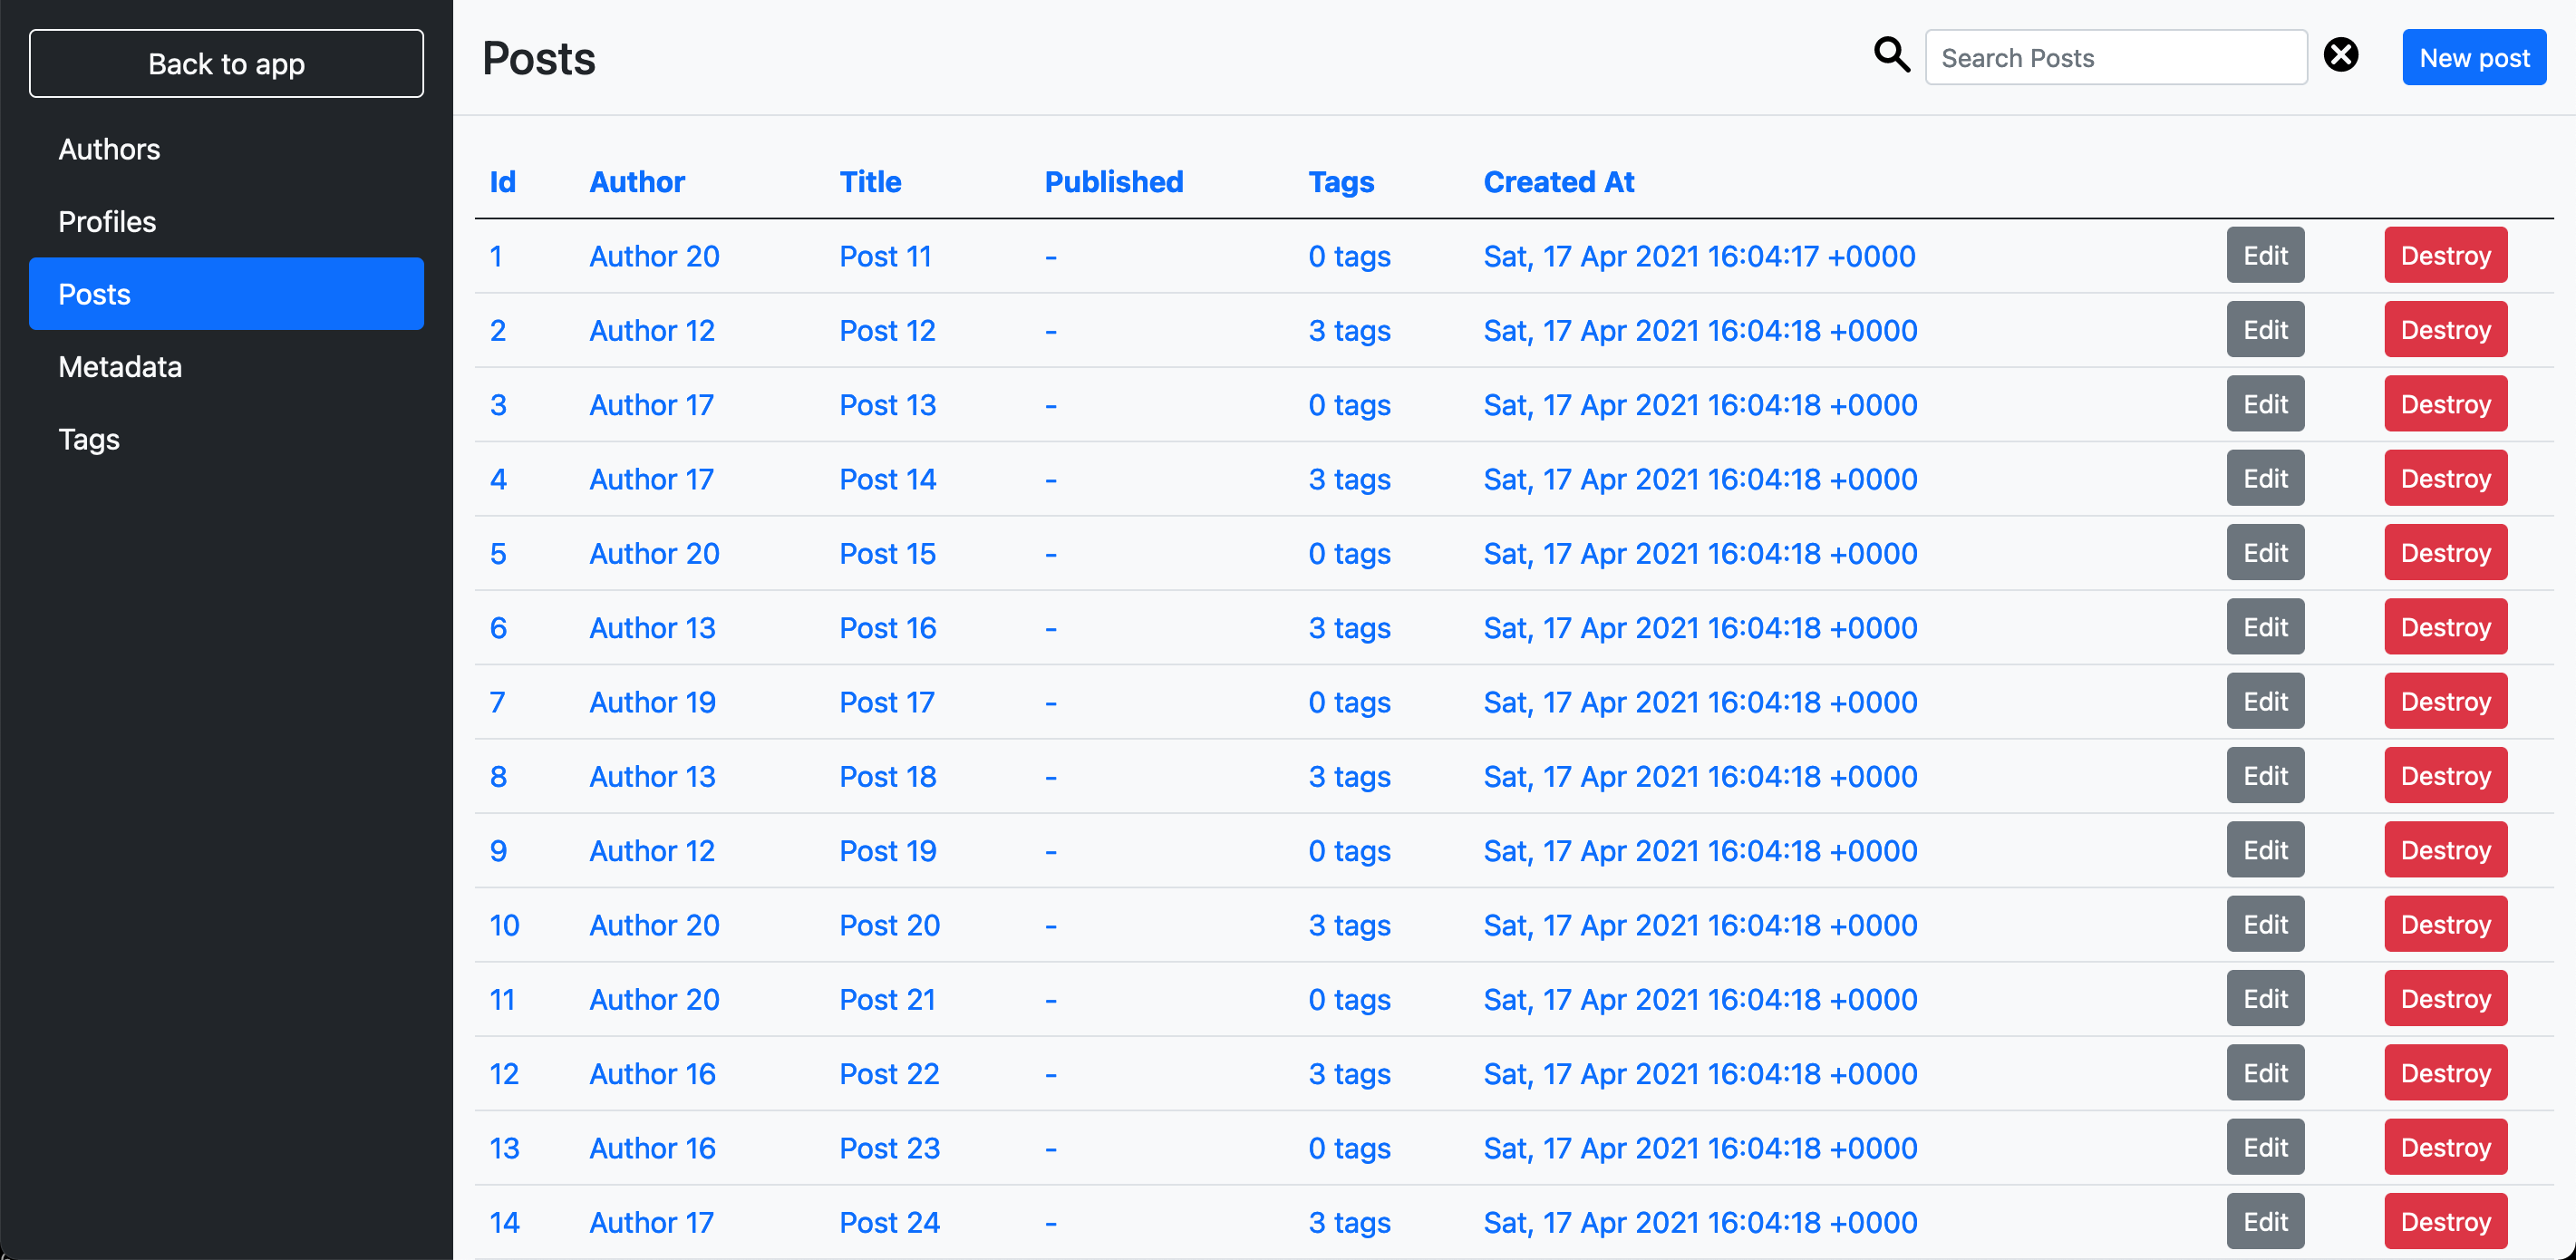 Back to app
Authors
Profiles
Posts
Metadata
Tags
Posts
Search Posts
New post
Id Author Title Published Tags Created At
1 Author 20 Post 11 - 0 tags Sat, 17 Apr 2021 16:04:17 +0000 Edit Destroy
2 Author 12 Post 12 - 3 tags Sat, 17 Apr 2021 16:04:18 +0000 Edit Destroy
3 Author 17 Post 13 - 0 tags Sat, 17 Apr 2021 16:04:18 +0000 Edit Destroy
4 Author 17 Post 14 - 3 tags Sat, 17 Apr 2021 16:04:18 +0000 Edit Destroy
5 Author 20 Post 15 - 0 tags Sat, 17 Apr 2021 16:04:18 +0000 Edit Destroy
6 Author 13 Post 16 - 3 tags Sat, 17 Apr 2021 16:04:18 +0000 Edit Destroy
7 Author 19 Post 17 - 0 tags Sat, 17 Apr 2021 16:04:18 +0000 Edit Destroy
8 Author 13 Post 18 - 3 tags Sat, 17 Apr 2021 16:04:18 +0000 Edit Destroy
9 Author 12 Post 19 - 0 tags Sat, 17 Apr 2021 16:04:18 +0000 Edit Destroy
10 Author 20 Post 20 - 3 tags Sat, 17 Apr 2021 16:04:18 +0000 Edit Destroy
11 Author 20 Post 21 - 0 tags Sat, 17 Apr 2021 16:04:18 +0000 Edit Destroy
12 Author 16 Post 22 - 3 tags Sat, 17 Apr 2021 16:04:18 +0000 Edit Destroy
13 Author 16 Post 23 - 0 tags Sat, 17 Apr 2021 16:04:18 +0000 Edit Destroy
14 Author 17 Post 24 - 3 tags Sat, 17 Apr 2021 16:04:18 +0000 Edit Destroy